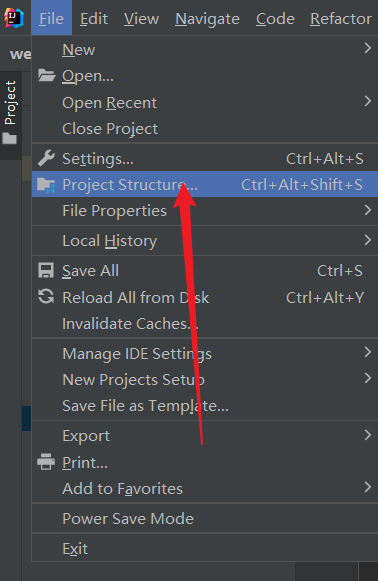 File Edit View Navigate Code Refactor
we
Project
New
Open...
Open Recent
Close Project
Settings... Ctrl+Alt+S
Project Structure... Ctrl+Alt+Shift+S
File Properties
Local History
Save All Ctrl+S
Reload All from Disk Ctrl+Alt+Y
Invalidate Caches...
Manage IDE Settings
New Projects Setup
Save File as Template...
Export
Print...
Add to Favorites
Power Save Mode
Exit